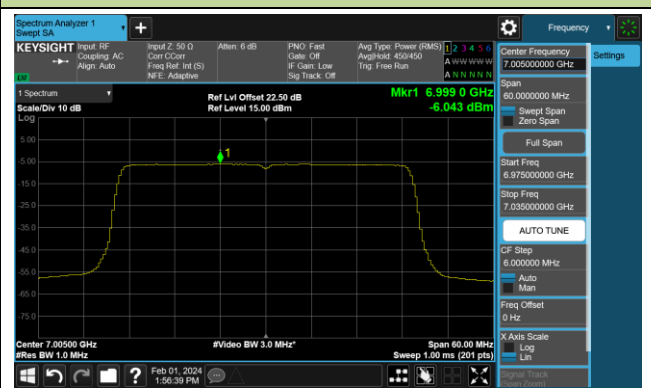 Spectrum Analyzer 1
Swept SA
Frequency
KEYSIGHT Input: RF Input Z: 50 Ω Atten: 6 dB PNO: Fast Avg Type: Power (RMS) 1 2 3 4 5 6
Coupling: AC Corr CCorr Gate: Off Avg|Hold: 450/450 A W W W W W
Align: Auto Freq Ref: Int (S) IF Gain: Low Trig: Free Run
NFE: Adaptive Sig Track: Off A N N N N N
1 Spectrum
Scale/Div 10 dB
Ref Lvl Offset 22.50 dB
Ref Level 15.00 dBm
Mkr1 6.999 0 GHz
-6.043 dBm
Log
1
5.00
-5.00
-15.0
-25.0
-35.0
-45.0
-55.0
-65.0
-75.0
Center 7.00500 GHz
#Res BW 1.0 MHz
#Video BW 3.0 MHz*
Span 60.00 MHz
Sweep 1.00 ms (201 pts)
Feb 01, 2024
1:56:39 PM
Center Frequency
7.005000000 GHz
Settings
Span
60.0000000 MHz
Swept Span
Zero Span
Full Span
Start Freq
6.975000000 GHz
Stop Freq
7.035000000 GHz
AUTO TUNE
CF Step
6.000000 MHz
Auto
Man
Freq Offset
0 Hz
X Axis Scale
Log
Lin
Signal Track
(Span Zoom)